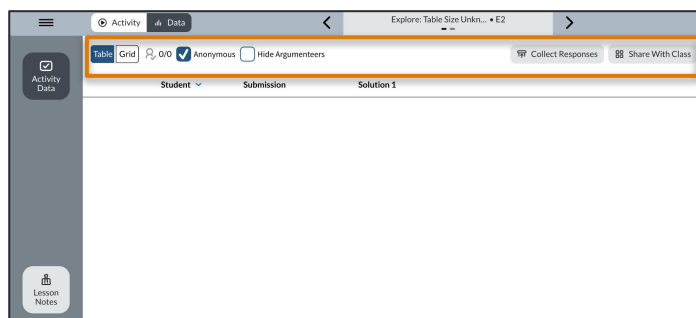 Activity Data Explore: Table Size Unkn... • E2
Table Grid 0/0 Anonymous Hide Argumenteers Collect Responses Share With Class
Activity
Data
Student Submission Solution 1
Lesson
Notes